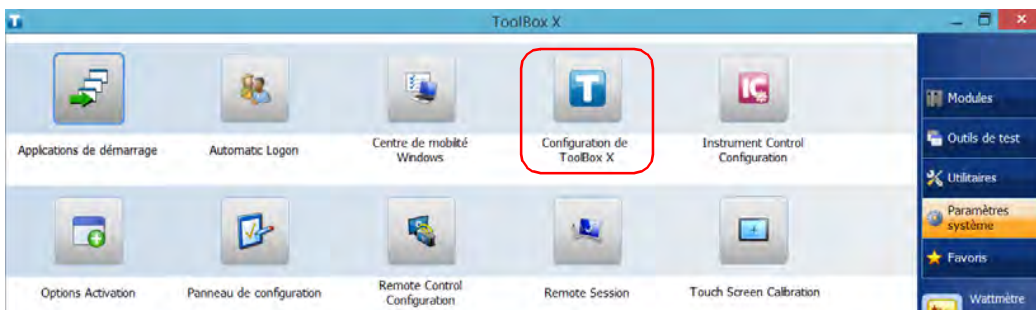 ToolBox X
Applications de démarrage
Automatic Logon
Centre de mobilité
Windows
Configuration de
ToolBox X
Instrument Control
Configuration
Options Activation
Panneau de configuration
Remote Control
Configuration
Remote Session
Touch Screen Calibration
Modules
Outils de test
Utilitaires
Paramètres
système
Favoris
Wattmètre